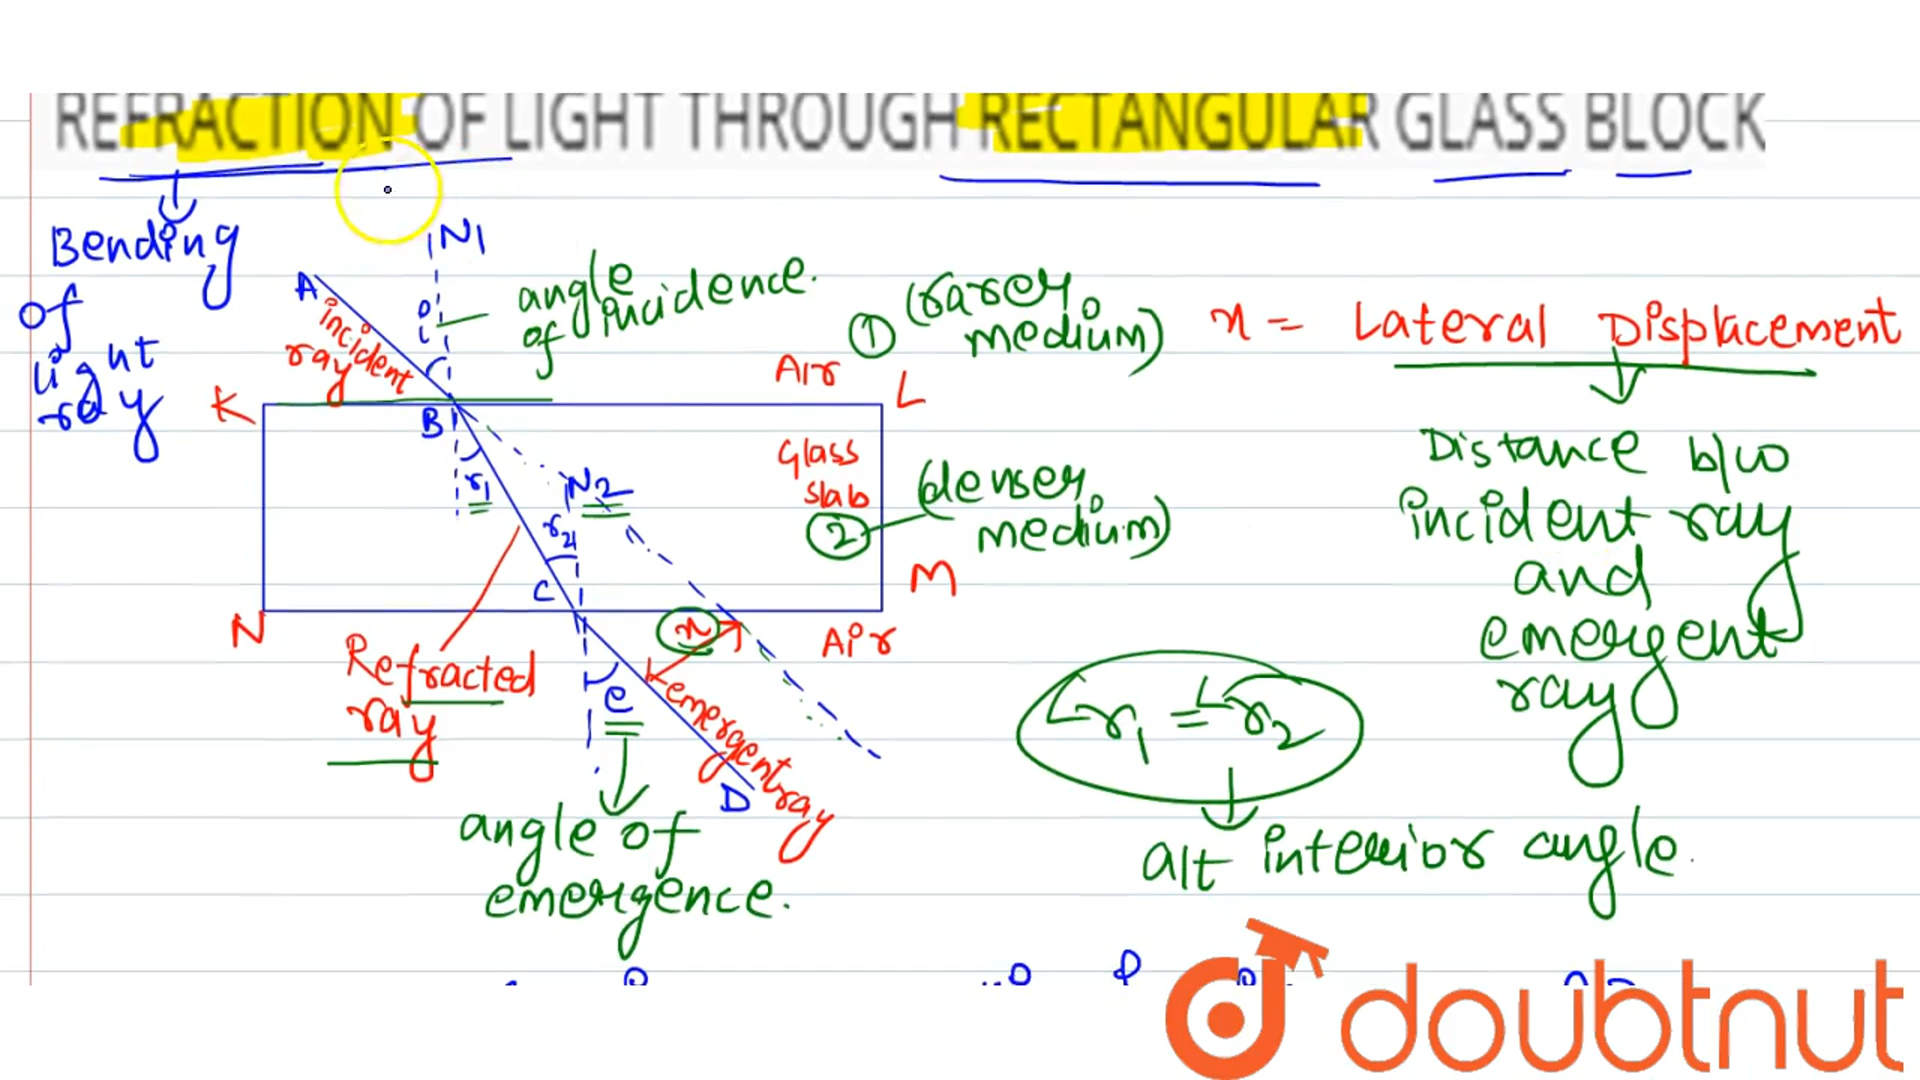 REFRACTION OF LIGHT THROUGH RECTANGULAR GLASS BLOCK
Bending
of
light
ray
N1
A
incident
ray
i
angle
of incidence.
1
(rarer
medium)
Air
K
L
B
r1
N2
r2
C
Glass
slab
2
(denser
medium)
M
N
Air
x
Refracted
ray
e
emergent ray
D
angle of
emergence.
x = Lateral Displacement
Distance b/w
incident ray
and
emergent
ray
∠r1 = ∠r2
alt interior angle.
doubtnut